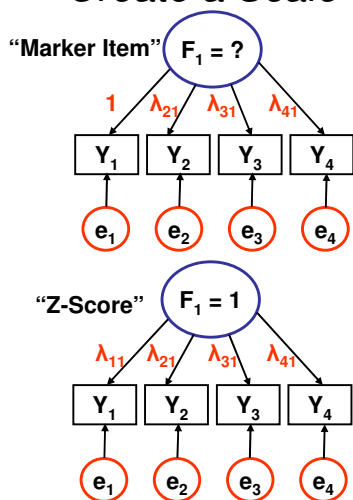 Create a Scale
“Marker Item”
F₁ = ?
1 λ₂₁ λ₃₁ λ₄₁
Y₁ Y₂ Y₃ Y₄
e₁ e₂ e₃ e₄
“Z-Score”
F₁ = 1
λ₁₁ λ₂₁ λ₃₁ λ₄₁
Y₁ Y₂ Y₃ Y₄
e₁ e₂ e₃ e₄